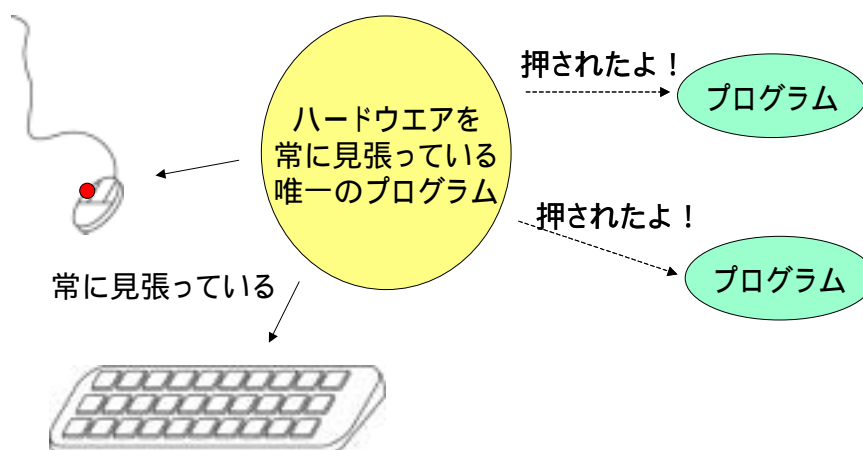 押されたよ！
プログラム
ハードウエアを
常に見張っている
唯一のプログラム
押されたよ！
プログラム
常に見張っている